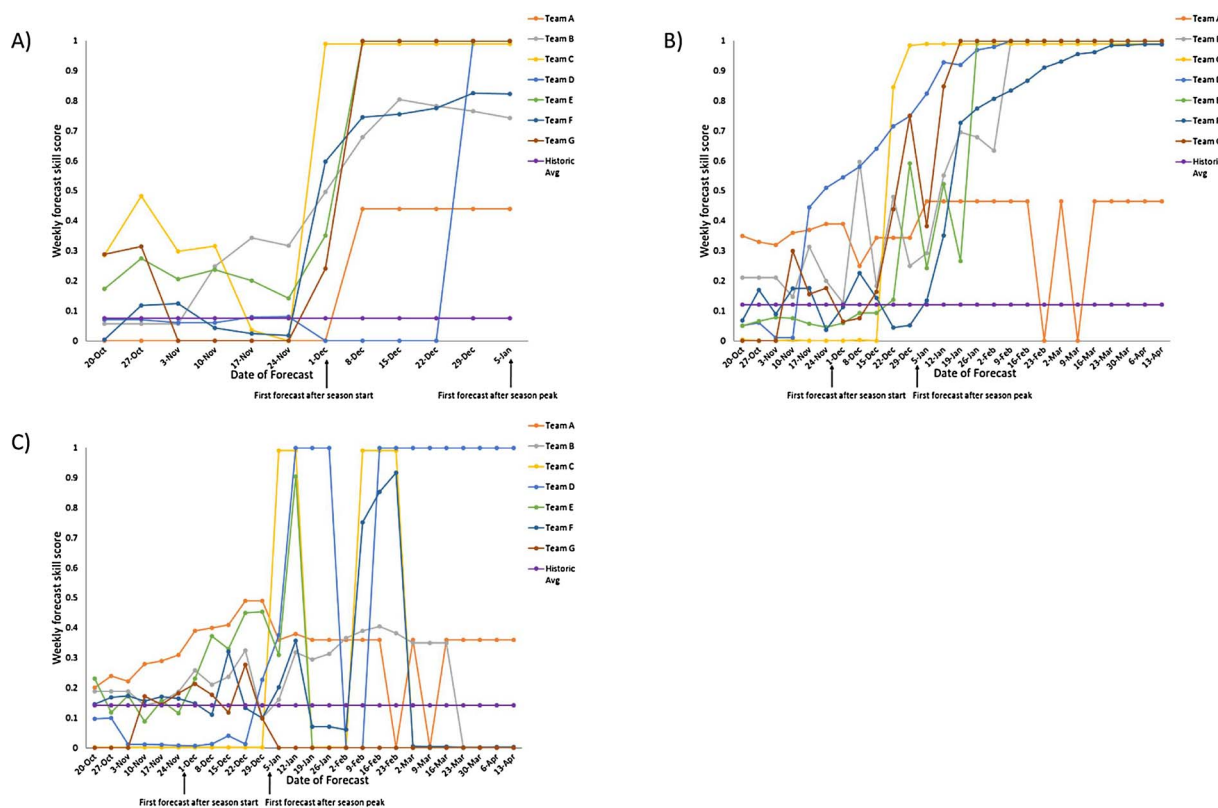 A)
Weekly forecast skill score
1
0.9
0.8
0.7
0.6
0.5
0.4
0.3
0.2
0.1
0
20-Oct
27-Oct
3-Nov
10-Nov
17-Nov
24-Nov
1-Dec
8-Dec
15-Dec
22-Dec
29-Dec
5-Jan
Date of Forecast
First forecast after season start
First forecast after season peak
Team A
Team B
Team C
Team D
Team E
Team F
Team G
Historic
Avg
B)
Weekly forecast skill score
1
0.9
0.8
0.7
0.6
0.5
0.4
0.3
0.2
0.1
0
20-Oct
27-Oct
3-Nov
10-Nov
17-Nov
24-Nov
1-Dec
8-Dec
15-Dec
22-Dec
29-Dec
5-Jan
12-Jan
19-Jan
26-Jan
2-Feb
9-Feb
16-Feb
23-Feb
2-Mar
9-Mar
16-Mar
23-Mar
30-Mar
6-Apr
13-Apr
Date of Forecast
First forecast after season start
First forecast after season peak
Team
Team
Team
Team
Team
Team
Team
Historic
Avg
C)
Weekly forecast skill score
1
0.9
0.8
0.7
0.6
0.5
0.4
0.3
0.2
0.1
0
20-Oct
27-Oct
3-Nov
10-Nov
17-Nov
24-Nov
1-Dec
8-Dec
15-Dec
22-Dec
29-Dec
5-Jan
12-Jan
19-Jan
26-Jan
2-Feb
9-Feb
16-Feb
23-Feb
2-Mar
9-Mar
16-Mar
23-Mar
30-Mar
6-Apr
13-Apr
Date of Forecast
First forecast after season start
First forecast after season peak
Team A
Team B
Team C
Team D
Team E
Team F
Team G
Historic
Avg